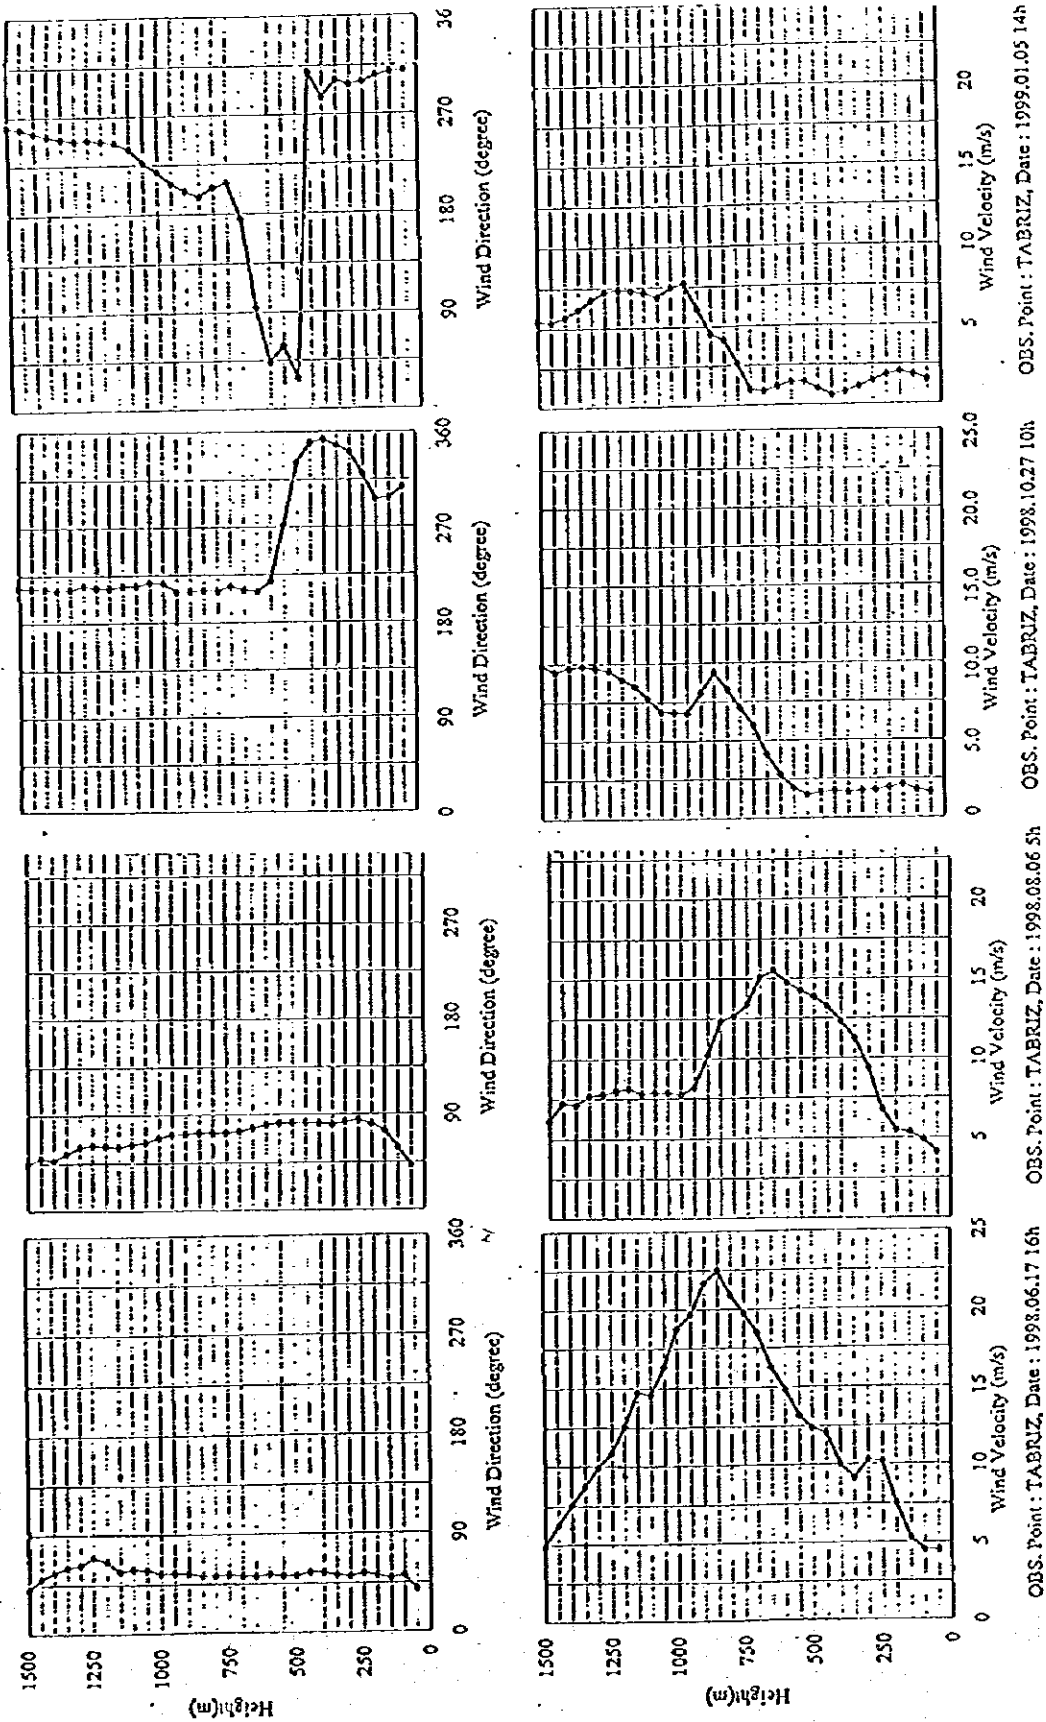 Height(m)
1500
1250
1000
750
500
250
0
0 90 180 270 360 90 180 270 0 90 180 270 360 90 180 270 36
Wind Direction (degree) Wind Direction (degree) Wind Direction (degree) Wind Direction (degree)
Height(m)
1500
1250
1000
750
500
250
0
0 5 10 15 20 25 5 10 15 20 0 5.0 10.0 15.0 20.0 25.0 5 10 15 20
Wind Velocity (m/s) Wind Velocity (m/s) Wind Velocity (m/s) Wind Velocity (m/s)
OBS. Point : TABRIZ, Date : 1998.06.17 16h OBS. Point : TABRIZ, Date : 1998.08.06 5h OBS. Point : TABRIZ, Date : 1998.10.27 10h OBS. Point : TABRIZ, Date : 1999.01.05 14h